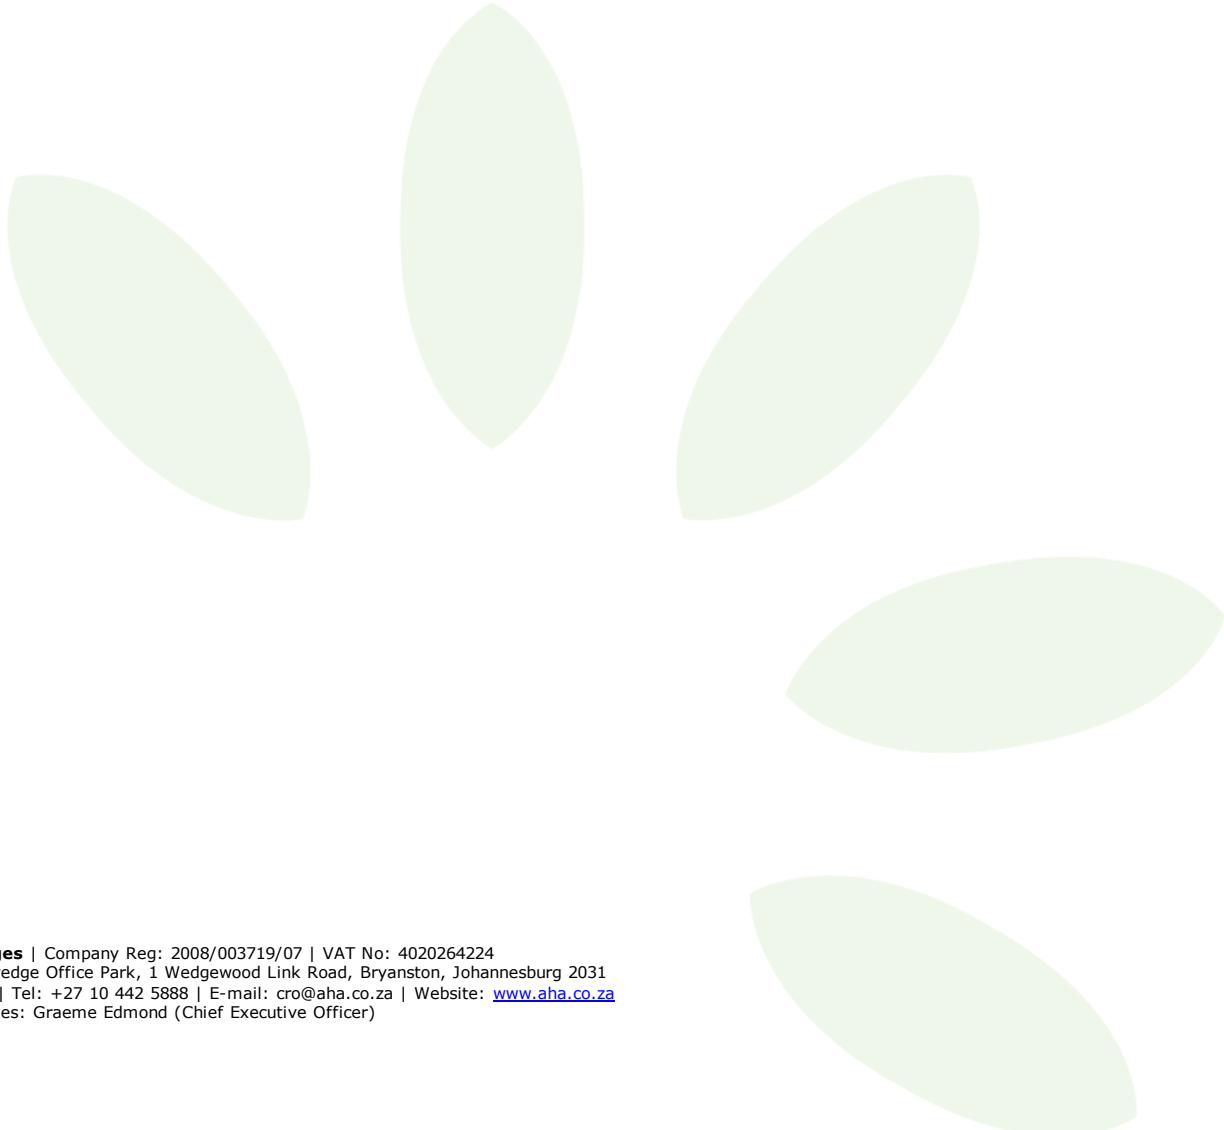 ges | Company Reg: 2008/003719/07 | VAT No: 4020264224
edge Office Park, 1 Wedgewood Link Road, Bryanston, Johannesburg 2031
| Tel: +27 10 442 5888 | E-mail: cro@aha.co.za | Website: www.aha.co.za
es: Graeme Edmond (Chief Executive Officer)